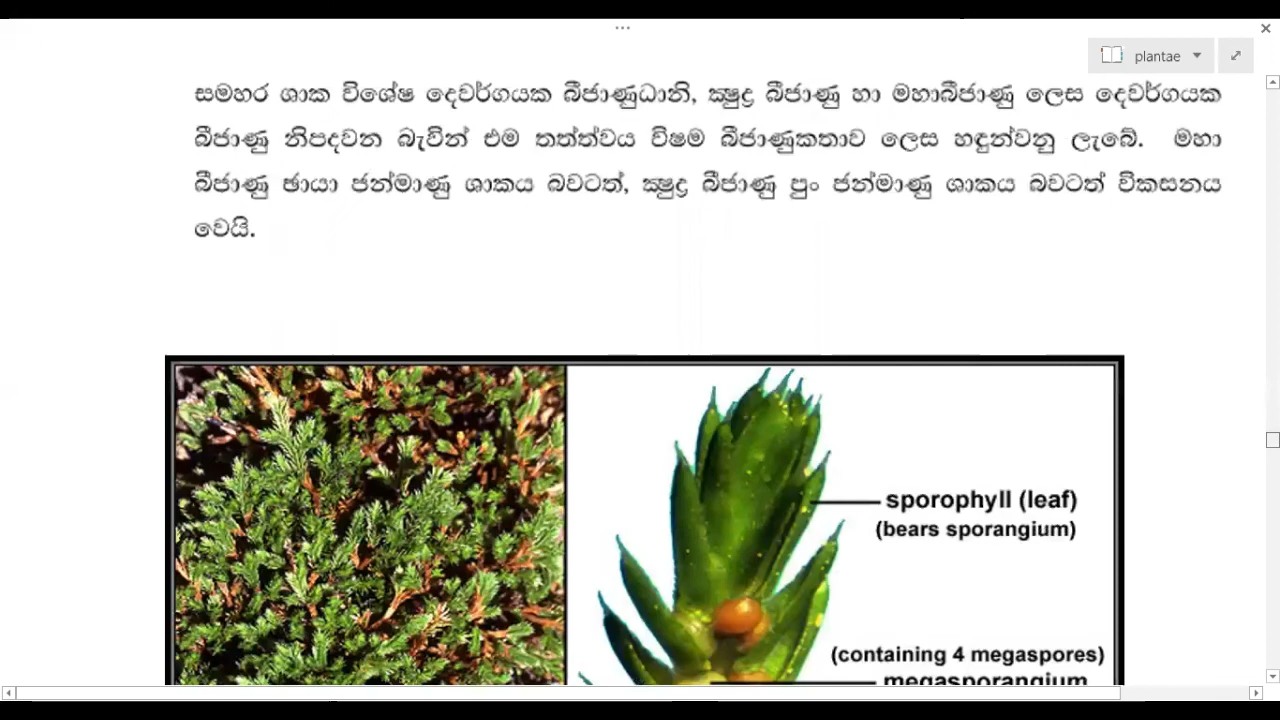 plantae
සමහර ශාක විශේෂ දෙවර්ගයක බීජාණුධානි, ක්‍ෂුද්‍ර බීජාණු හා මහාබීජාණු ලෙස දෙවර්ගයක
බීජාණු නිපදවන බැවින් එම තත්ත්වය විෂම බීජාණුකතාව ලෙස හඳුන්වනු ලැබේ. මහා
බීජාණු ඡායා ජන්මාණු ශාකය බවටත්, ක්‍ෂුද්‍ර බීජාණු පුං ජන්මාණු ශාකය බවටත් විකසනය
වෙයි.
sporophyll (leaf)
(bears sporangium)
(containing 4 megaspores)
megasporangium